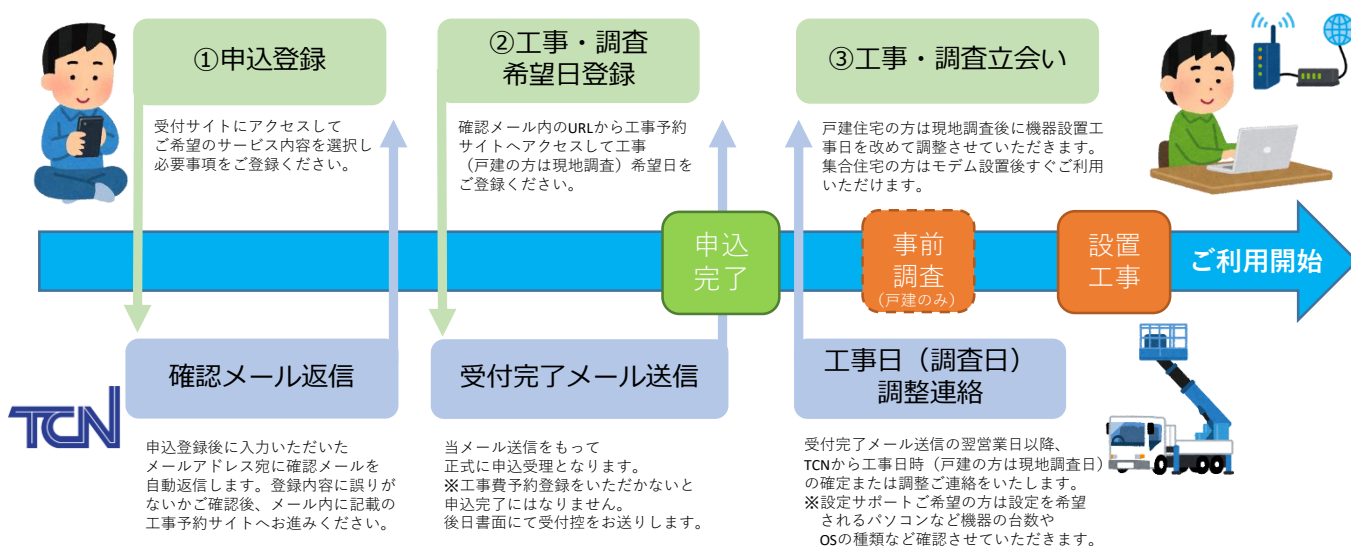 ①申込登録
受付サイトにアクセスして
ご希望のサービス内容を選択し
必要事項をご登録ください。
②工事・調査
希望日登録
確認メール内のURLから工事予約
サイトへアクセスして工事
（戸建の方は現地調査）希望日を
ご登録ください。
③工事・調査立会い
戸建住宅の方は現地調査後に機器設置工
事日を改めて調整させていただきます。
集合住宅の方はモデム設置後すぐご利用
いただけます。
申込
完了
事前
調査
（戸建のみ）
設置
工事
ご利用開始
TCN
確認メール返信
申込登録後に入力いただいた
メールアドレス宛に確認メールを
自動返信します。登録内容に誤りが
ないかご確認後、メール内に記載の
工事予約サイトへお進みください。
受付完了メール送信
当メール送信をもって
正式に申込受理となります。
※工事費予約登録をいただかないと
申込完了にはなりません。
後日書面にて受付控をお送りします。
工事日（調査日）
調整連絡
受付完了メール送信の翌営業日以降、
TCNから工事日時（戸建の方は現地調査日）
の確定または調整ご連絡をいたします。
※設定サポートご希望の方は設定を希望
されるパソコンなど機器の台数や
OSの種類など確認させていただきます。